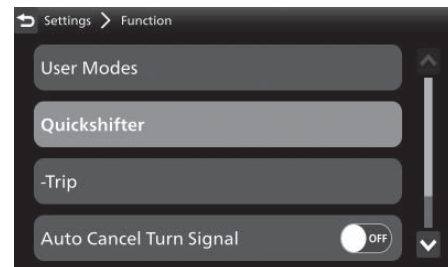 Settings > Function
User Modes
Quickshifter
-Trip
Auto Cancel Turn Signal OFF